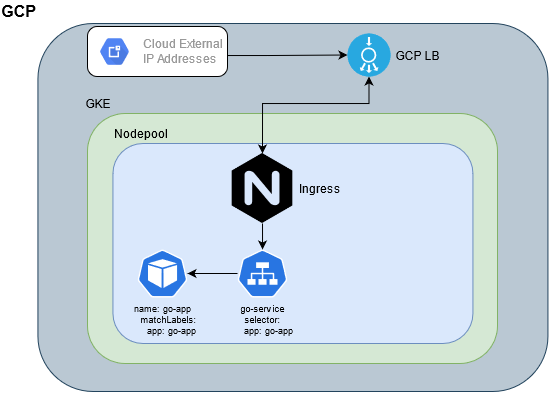 GCP
Cloud External
IP Addresses
GCP LB
GKE
Nodepool
Ingress
name: go-app
matchLabels:
app: go-app
go-service
selector:
app: go-app